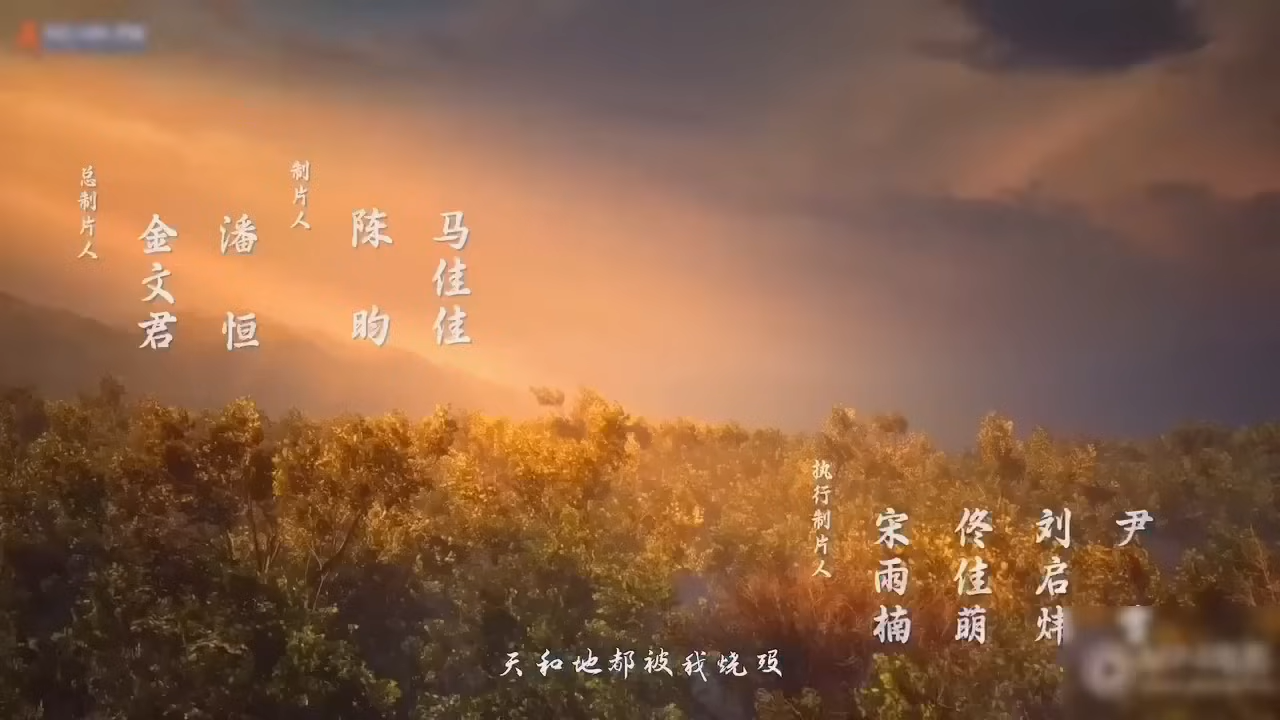 总制片人
金文君
潘恒
制片人
陈昫
马佳佳
执行制片人
宋雨楠
佟佳萌
刘启炜
尹
天和地都被我烧毁